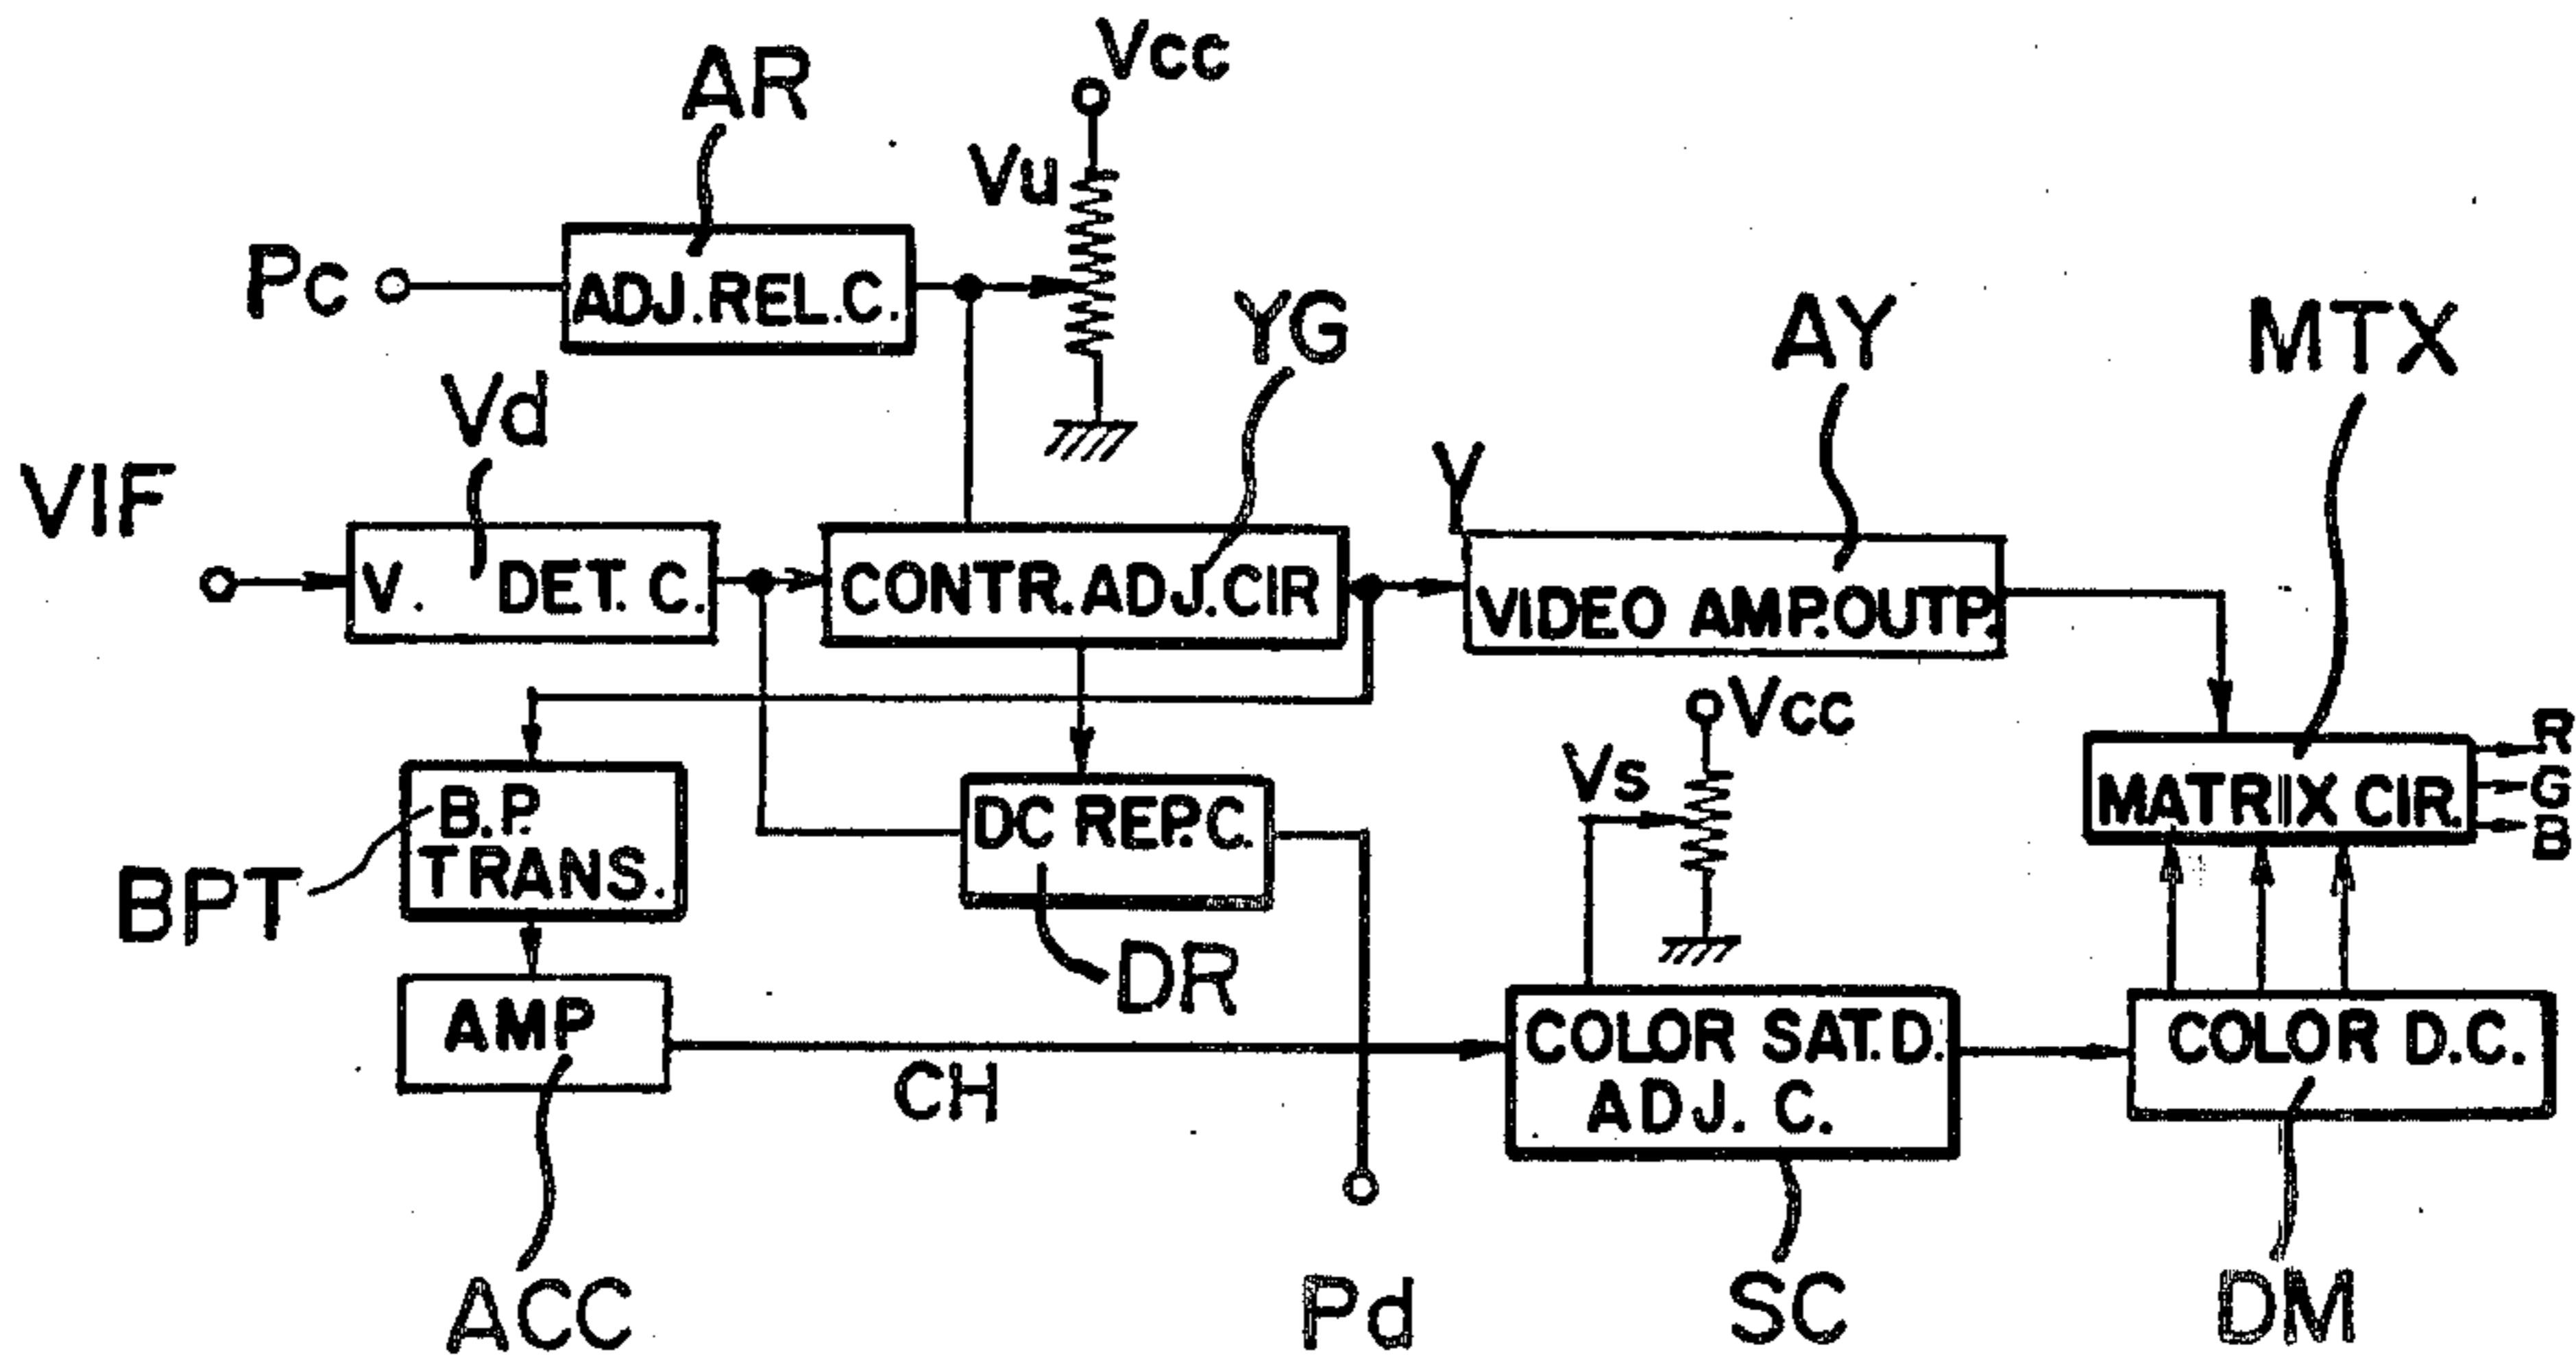 Vcc
AR
Vu
Pc
ADJ.REL.C.
YG
AY
MTX
Vd
VIF
Y
V. DET. C.
CONTR.ADJ.CIR
VIDEO AMP.OUTP.
Vcc
Vs
R
G
B
MATRIX CIR.
B.P.
TRANS.
DC REP.C.
BPT
DR
AMP
CH
COLOR SAT.D.
ADJ. C.
COLOR D.C.
ACC
Pd
SC
DM